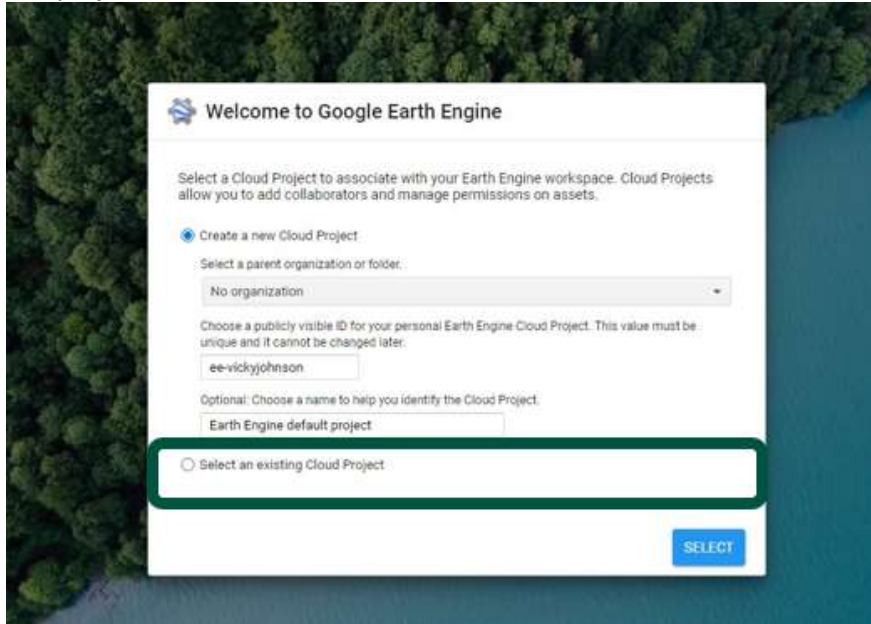 Welcome to Google Earth Engine
Select a Cloud Project to associate with your Earth Engine workspace. Cloud Projects
allow you to add collaborators and manage permissions on assets.
Create a new Cloud Project
Select a parent organization or folder.
No organization
Choose a publicly visible ID for your personal Earth Engine Cloud Project. This value must be
unique and it cannot be changed later.
ee-vickyjohnson
Optional: Choose a name to help you identify the Cloud Project.
Earth Engine default project
Select an existing Cloud Project
SELECT